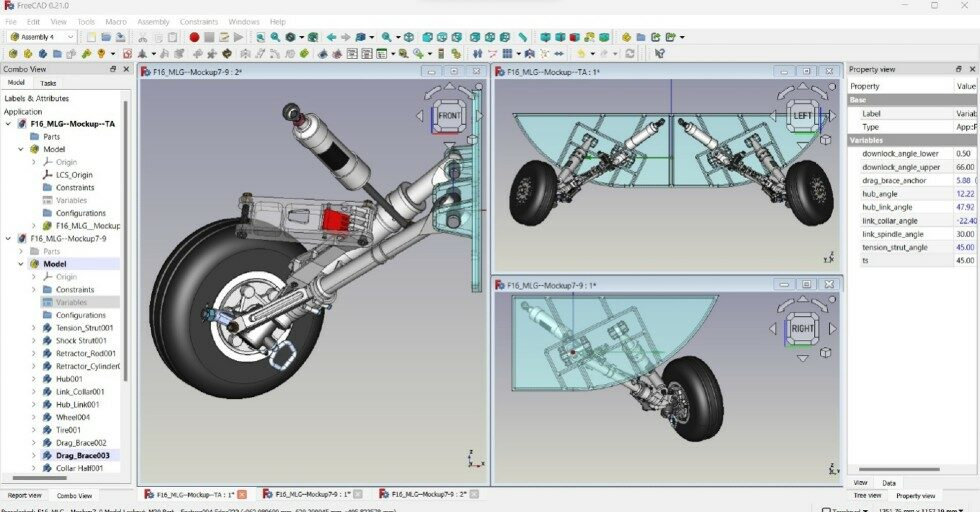 FreeCAD 0.21.0
File Edit View Tools Macro Assembly Constraints Windows Help
Assembly 4
Combo View
Model Tasks
Labels & Attributes
Application
F16_MLG--Mockup--TA
Parts
Model
Origin
LCS_Origin
Constraints
Variables
Configurations
F16_MLG__Mockup
F16_MLG--Mockup7-9
Parts
Model
Origin
Constraints
Variables
Configurations
Tension_Strut001
Shock Strut001
Retractor_Rod001
Retractor_Cylinder
Hub001
Link_Collar001
Hub_Link001
Wheel004
Tire001
Drag_Brace002
Drag_Brace003
Collar Half001
Report view Combo View
F16_MLG--Mockup7-9 : 2*
FRONT
F16_MLG--Mockup--TA : 1*
LEFT
F16_MLG--Mockup7-9 : 1*
RIGHT
F16_MLG--Mockup--TA : 1* F16_MLG--Mockup7-9 : 1* F16_MLG--Mockup7-9 : 2*
Property view
Property Value
Base
Label Variab
Type App::F
Variables
downlock_angle_lower 0.50
downlock_angle_upper 66.00
drag_brace_anchor 5.88
hub_angle 12.22
hub_link_angle 47.92
link_collar_angle -22.40
link_spindle_angle 30.00
tension_strut_angle 45.00
ts 45.00
View Data
Tree view Property view